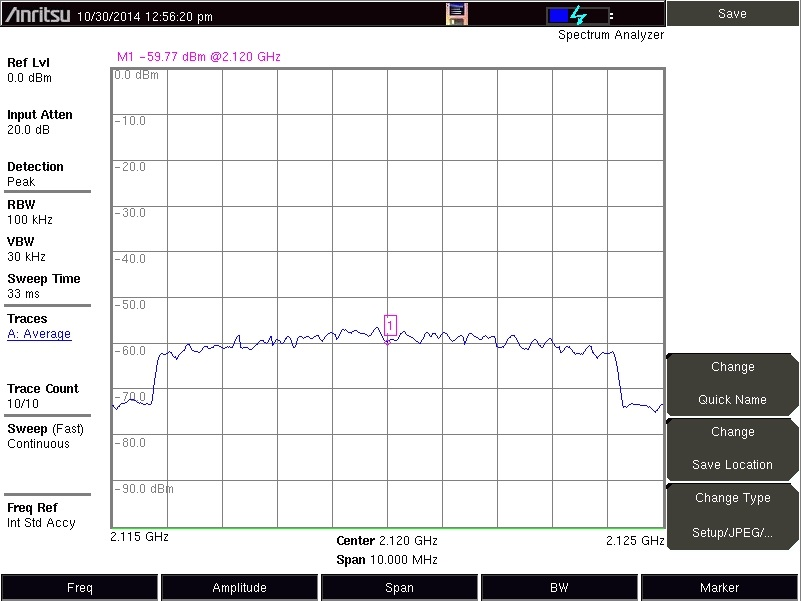 Anritsu 10/30/2014 12:56:20 pm
Save
Spectrum Analyzer
M1 -59.77 dBm @2.120 GHz
Ref Lvl
0.0 dBm
Input Atten
20.0 dB
Detection
Peak
RBW
100 kHz
VBW
30 kHz
Sweep Time
33 ms
Traces
A: Average
Trace Count
10/10
Sweep (Fast)
Continuous
Freq Ref
Int Std Accy
0.0 dBm
-10.0
-20.0
-30.0
-40.0
-50.0
-60.0
-70.0
-80.0
-90.0 dBm
1
2.115 GHz
Center 2.120 GHz
2.125 GHz
Span 10.000 MHz
Change
Quick Name
Change
Save Location
Change Type
Setup/JPEG/...
Freq
Amplitude
Span
BW
Marker